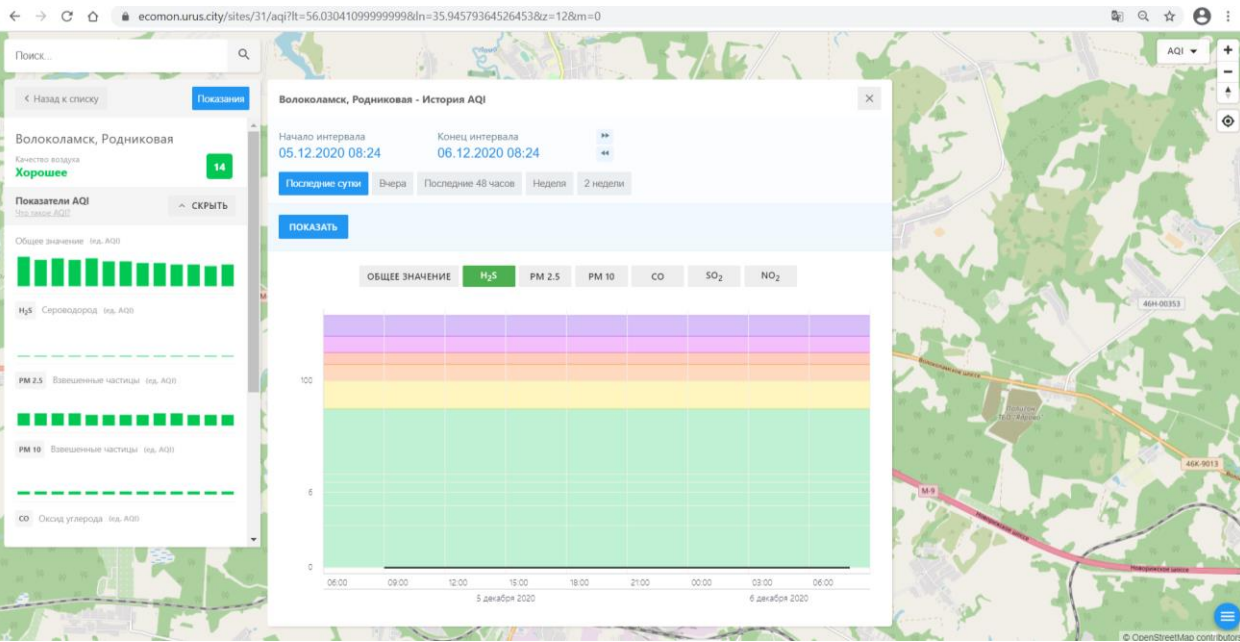 ecomon.urus.city/sites/31/aqi?lt=56.03041099999999&ln=35.94579364526453&z=12&m=0
Поиск...
AQI
Назад к списку
Показания
Волоколамск, Родниковая
Качество воздуха
Хорошее
14
Показатели AQI
Что такое AQI?
СКРЫТЬ
Общее значение (ед. AQI)
H₂S Сероводород (ед. AQI)
PM 2.5 Взвешенные частицы (ед. AQI)
PM 10 Взвешенные частицы (ед. AQI)
CO Оксид углерода (ед. AQI)
Волоколамск, Родниковая - История AQI
Начало интервала
Конец интервала
05.12.2020 08:24
06.12.2020 08:24
Последние сутки
Вчера
Последние 48 часов
Неделя
2 недели
ПОКАЗАТЬ
ОБЩЕЕ ЗНАЧЕНИЕ
H₂S
PM 2.5
PM 10
CO
SO₂
NO₂
100
6
0
06:00 09:00 12:00 15:00 18:00 21:00 00:00 03:00 06:00
5 декабря 2020
6 декабря 2020
46Н-00353
Волоколамское шоссе
Полигон
ТБО "Ядрово"
46К-9013
М-9
Новорижское шоссе
Новорижское шоссе
© OpenStreetMap contributors